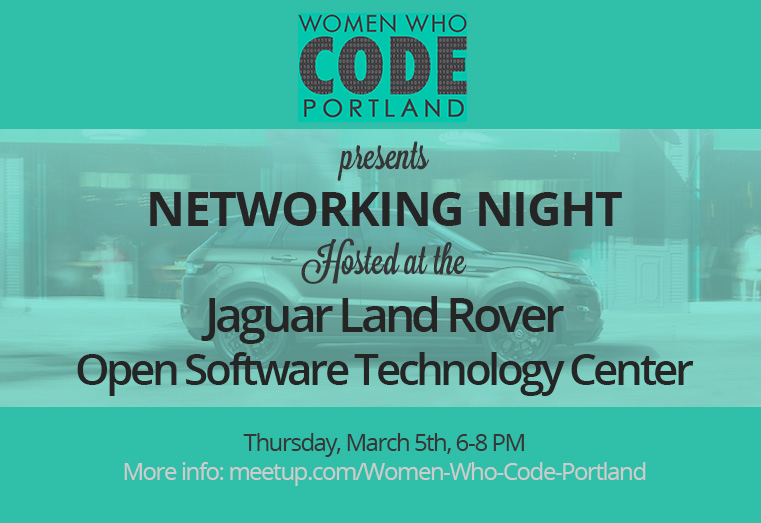 WOMEN WHO
CODE
PORTLAND
presents
NETWORKING NIGHT
Hosted at the
Jaguar Land Rover
Open Software Technology Center
Thursday, March 5th, 6-8 PM
More info: meetup.com/Women-Who-Code-Portland